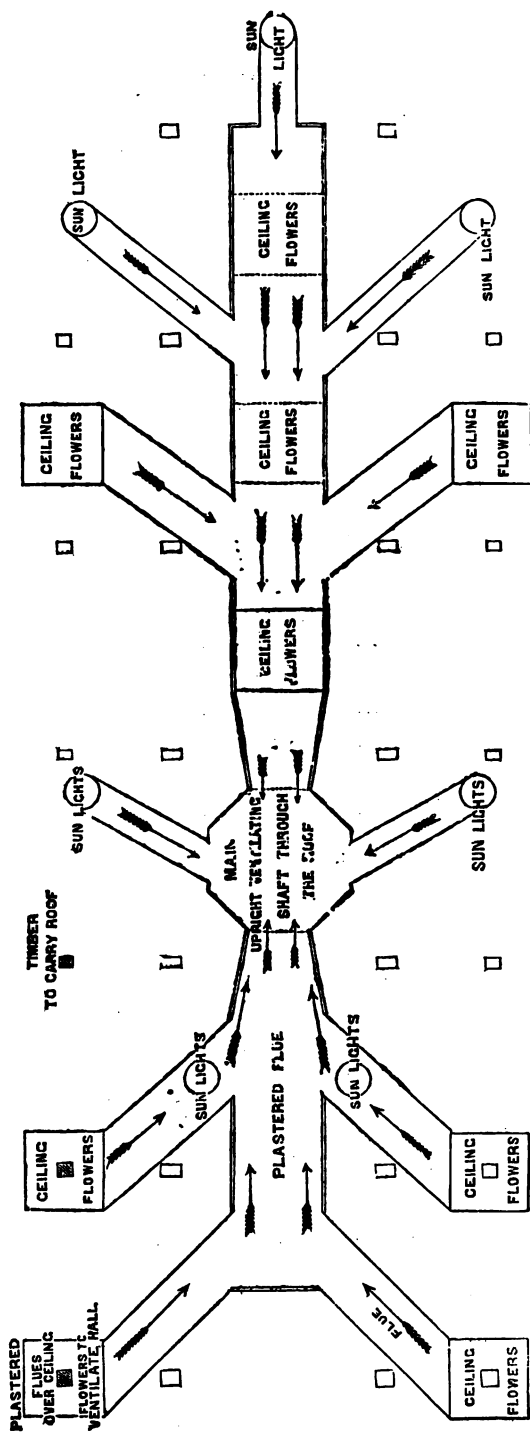 PLASTERED
FLUES
OVER CEILING
FLOWERS TO
VENTILATE HALL
CEILING
FLOWERS
SUN LIGHTS
TIMBER
TO CARRY ROOF
SUN LIGHTS
CEILING
FLOWERS
SUN LIGHT
PLASTERED FLUE
MAIN
UPRIGHT VENTILATING
SHAFT THROUGH
THE ROOF
CEILING
FLOWERS
CEILING
FLOWERS
CEILING
FLOWERS
SUN
LIGHT
FLUE
CEILING
FLOWERS
CEILING
FLOWERS
SUN LIGHTS
SUN LIGHTS
CEILING
FLOWERS
SUN LIGHT